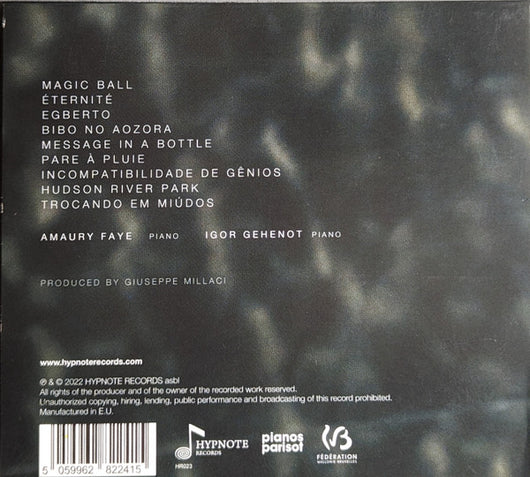 MAGIC BALL
ÉTERNITÉ
EGBERTO
BIBO NO AOZORA
MESSAGE IN A BOTTLE
PARE À PLUIE
INCOMPATIBILIDADE DE GÊNIOS
HUDSON RIVER PARK
TROCANDO EM MIÚDOS
AMAURY FAYE PIANO IGOR GEHENOT PIANO
PRODUCED BY GIUSEPPE MILLACI
www.hypnoterecords.com
℗ & © 2022 HYPNOTE RECORDS asbl
All rights of the producer and of the owner of the recorded work reserved.
Unauthorized copying, hiring, lending, public performance and broadcasting of this record prohibited.
Manufactured in E.U.
5 059962 822415
HYPNOTE
RECORDS
HR023
pianos
parisot
FÉDÉRATION
WALLONIE-BRUXELLES